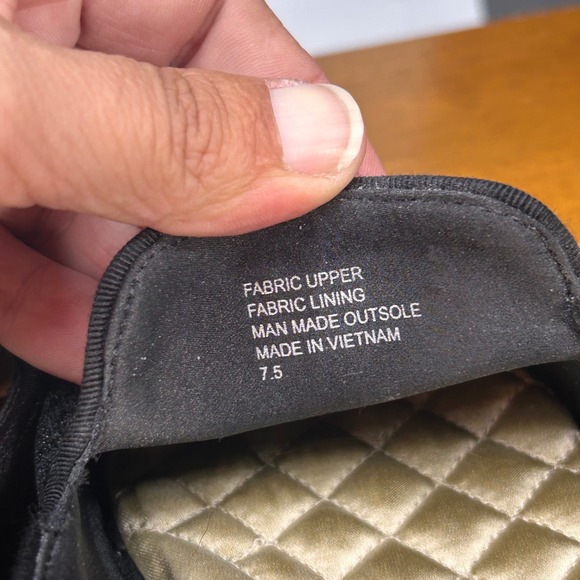 FABRIC UPPER
FABRIC LINING
MAN MADE OUTSOLE
MADE IN VIETNAM
7.5